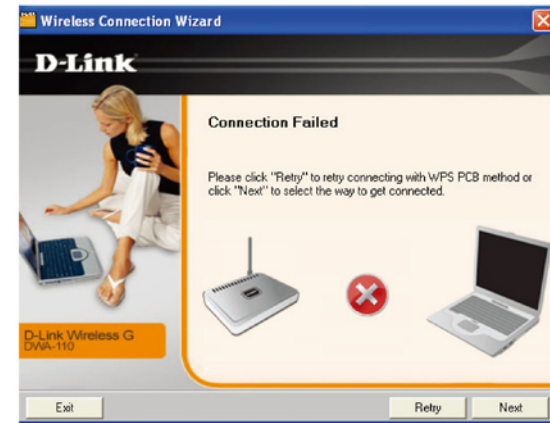 Wireless Connection Wizard
D-Link
Connection Failed
Please click "Retry" to retry connecting with WPS PCB method or
click "Next" to select the way to get connected.
D-Link Wireless G
DWA-110
Exit
Retry
Next